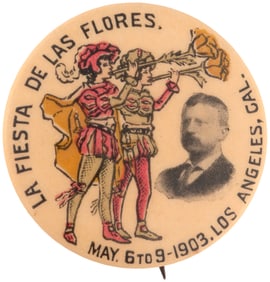 LA FIESTA DE LAS FLORES.
MAY. 6 TO 9-1903. LOS ANGELES, CAL.